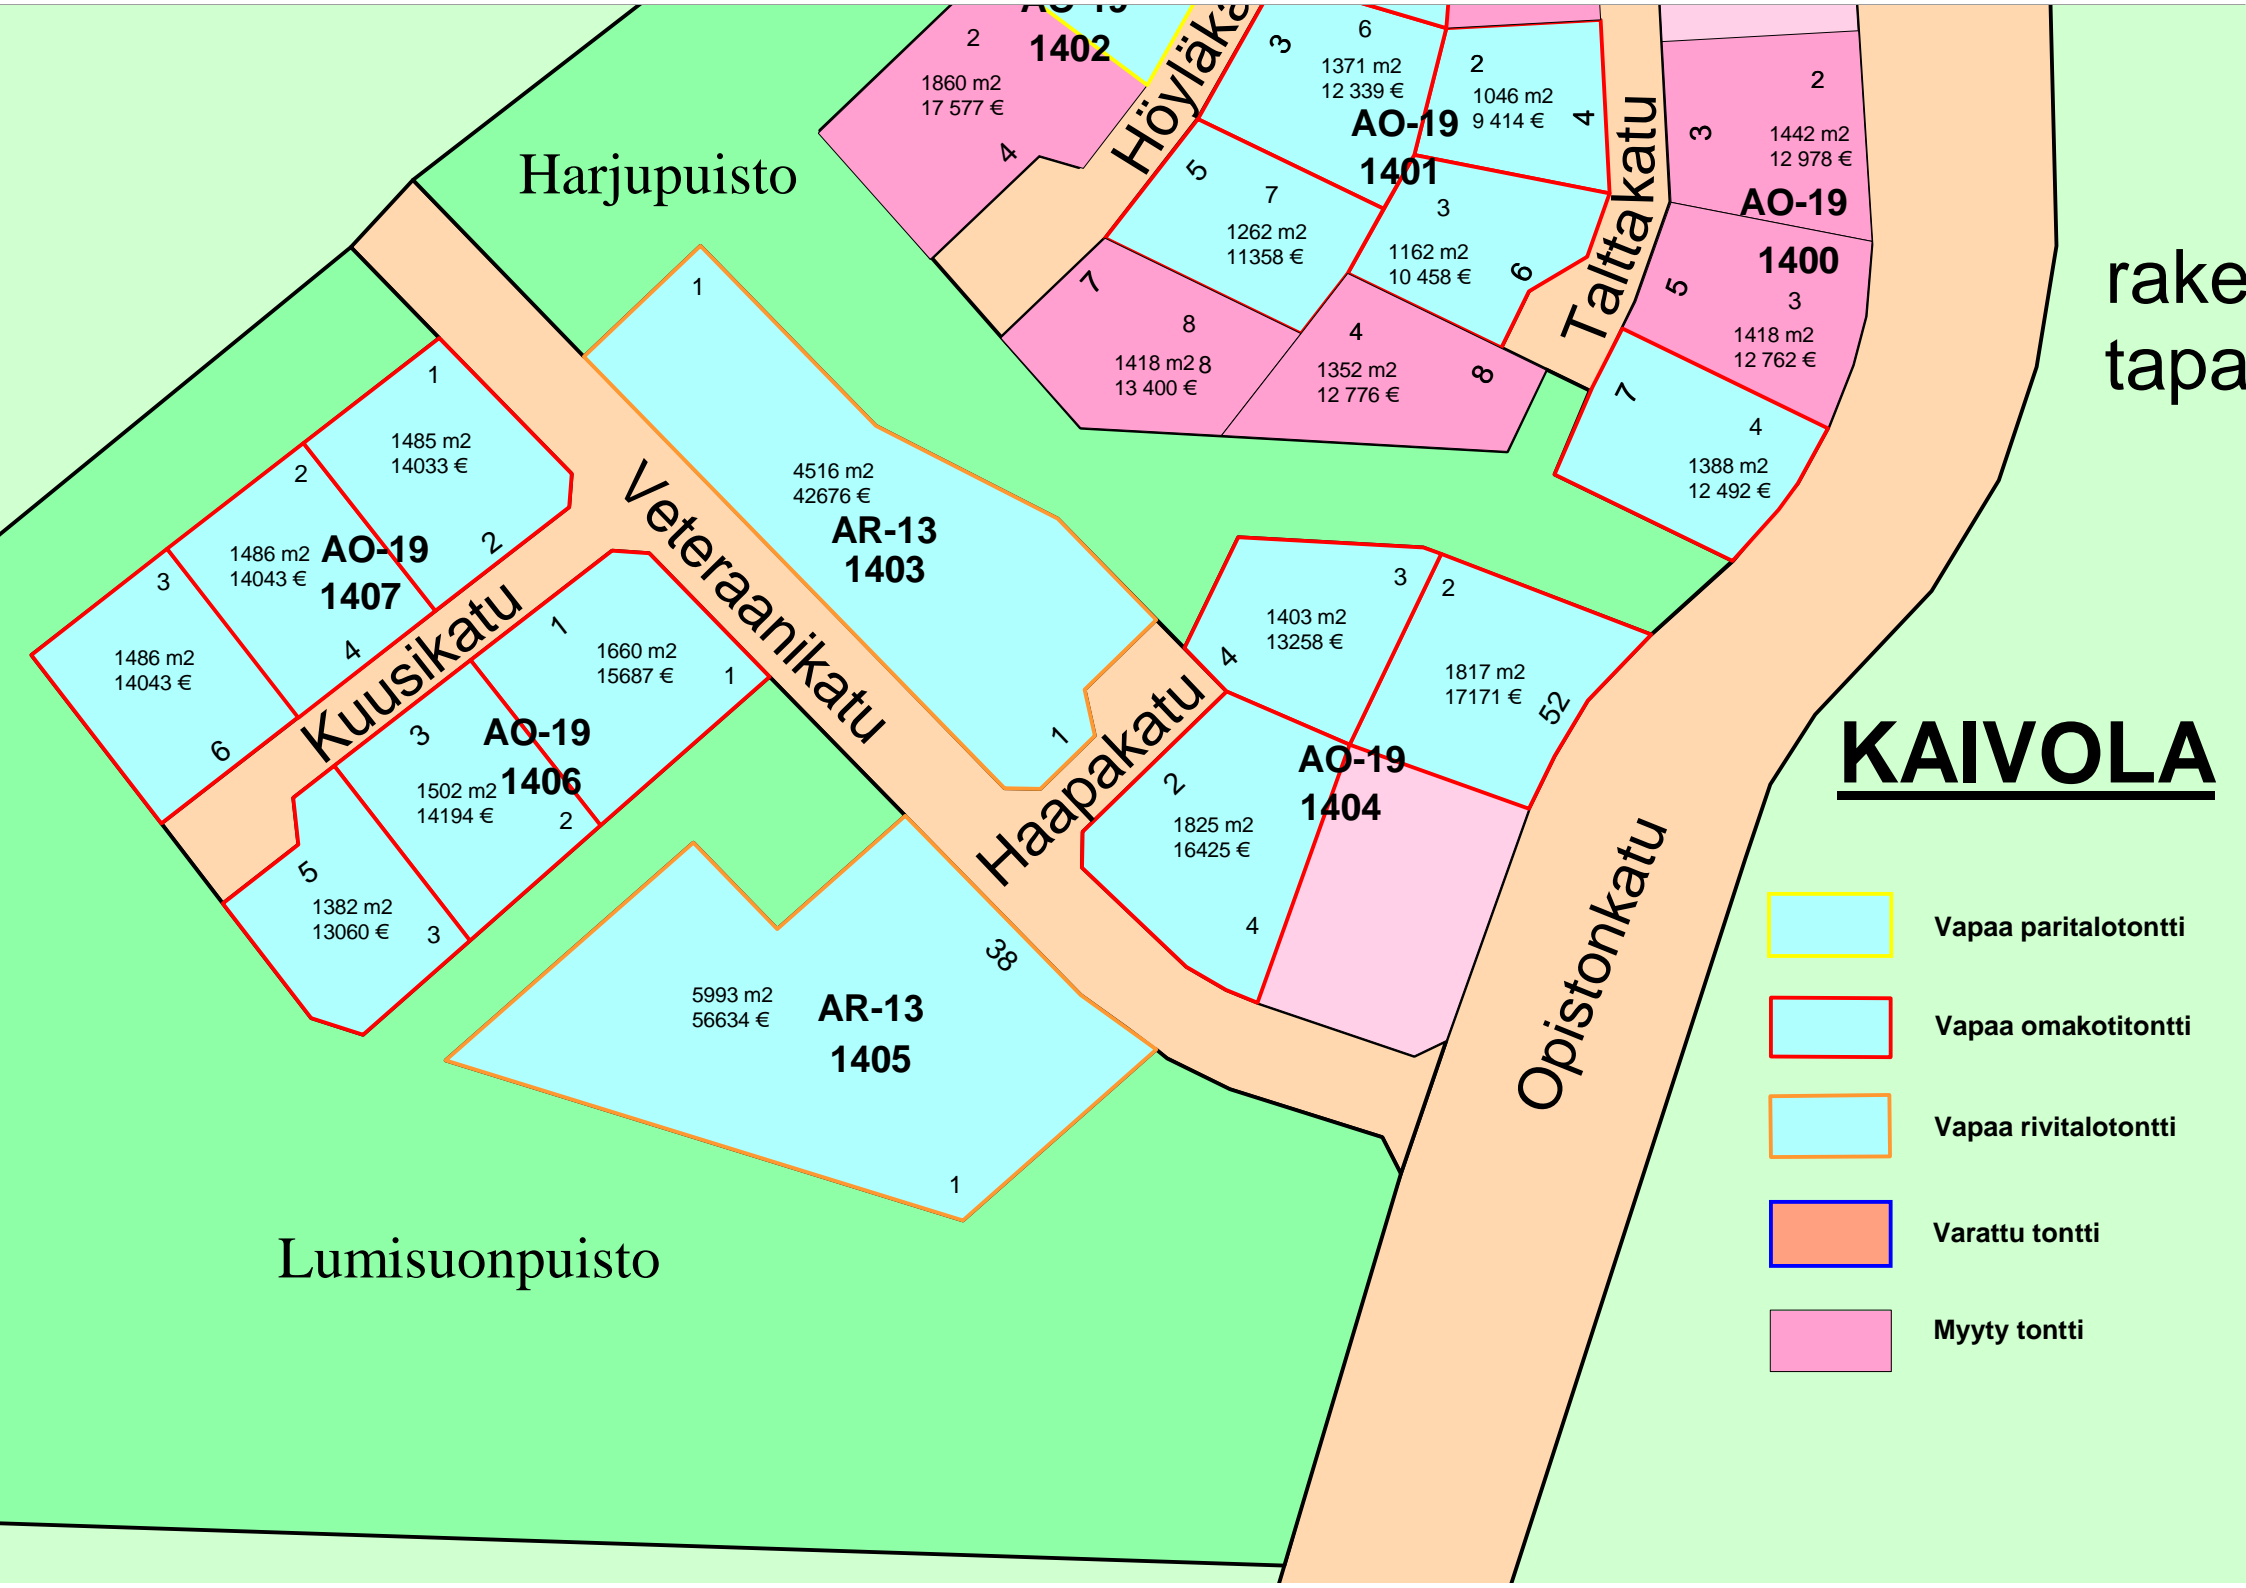 AO-19
1402
2
1860 m2
17 577 €
4
Harjupuisto
3
6
1371 m2
12 339 €
2
1046 m2
9 414 €
4
AO-19
1401
5
7
1262 m2
11358 €
3
1162 m2
10 458 €
6
Talttakatu
3
2
1442 m2
12 978 €
AO-19
1400
5
3
1418 m2
12 762 €
7
8
1418 m2 8
13 400 €
4
1352 m2
12 776 €
8
7
4
1388 m2
12 492 €
1
4516 m2
42676 €
AR-13
1403
1
1
1485 m2
14033 €
2
2
1486 m2
14043 €
AO-19
1407
4
3
1486 m2
14043 €
6
Kuusikatu
Veteraanikatu
1
1660 m2
15687 €
1
3
AO-19
1406
1502 m2
14194 €
2
5
1382 m2
13060 €
3
3
1403 m2
13258 €
4
2
1817 m2
17171 €
52
Haapakatu
2
AO-19
1404
1825 m2
16425 €
4
38
5993 m2
56634 €
AR-13
1405
1
Opistonkatu
Lumisuonpuisto
KAIVOLA
Vapaa paritalotontti
Vapaa omakotitontti
Vapaa rivitalotontti
Varattu tontti
Myyty tontti